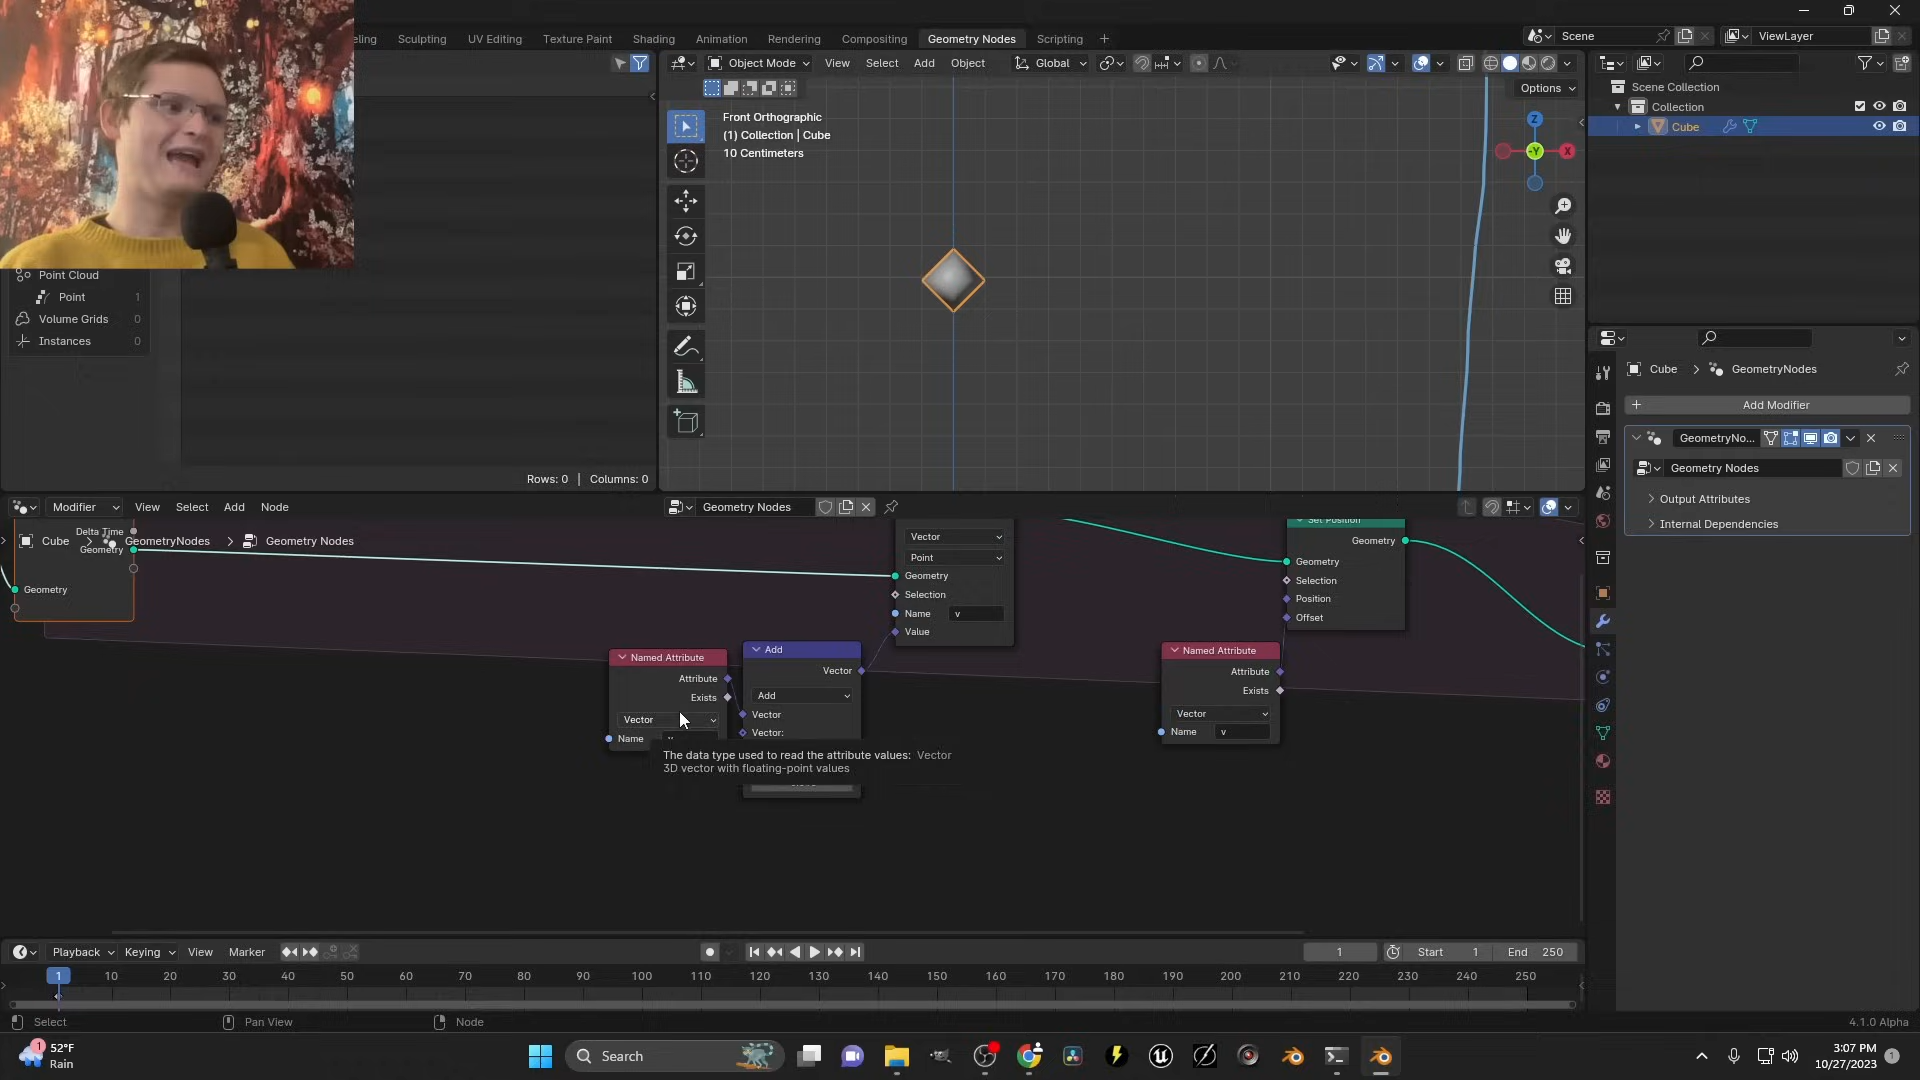 ling
Sculpting
UV Editing
Texture Paint
Shading
Animation
Rendering
Compositing
Geometry Nodes
Scripting
+
Scene
ViewLayer
Object Mode
View
Select
Add
Object
Global
Options
Front Orthographic
(1) Collection | Cube
10 Centimeters
Z
-Y
X
Scene Collection
Collection
Cube
Point Cloud
Point 1
Volume Grids 0
Instances 0
Rows: 0 | Columns: 0
Cube > GeometryNodes
+ Add Modifier
GeometryNo...
Geometry Nodes
Output Attributes
Internal Dependencies
Modifier
View
Select
Add
Node
Geometry Nodes
Delta Time
Cube > GeometryNodes > Geometry Nodes
Geometry
Geometry
Vector
Point
Geometry
Selection
Name v
Value
Set Position
Geometry
Geometry
Selection
Position
Offset
Named Attribute
Attribute
Exists
Vector
Name
Add
Vector
Add
Vector
Vector:
The data type used to read the attribute values: Vector
3D vector with floating-point values
Named Attribute
Attribute
Exists
Vector
Name v
Playback
Keying
View
Marker
1
Start 1
End 250
1 10 20 30 40 50 60 70 80 90 100 110 120 130 140 150 160 170 180 190 200 210 220 230 240 250
Select
Pan View
Node
4.1.0 Alpha
1
52°F
Rain
Search
3:07 PM
10/27/2023
1